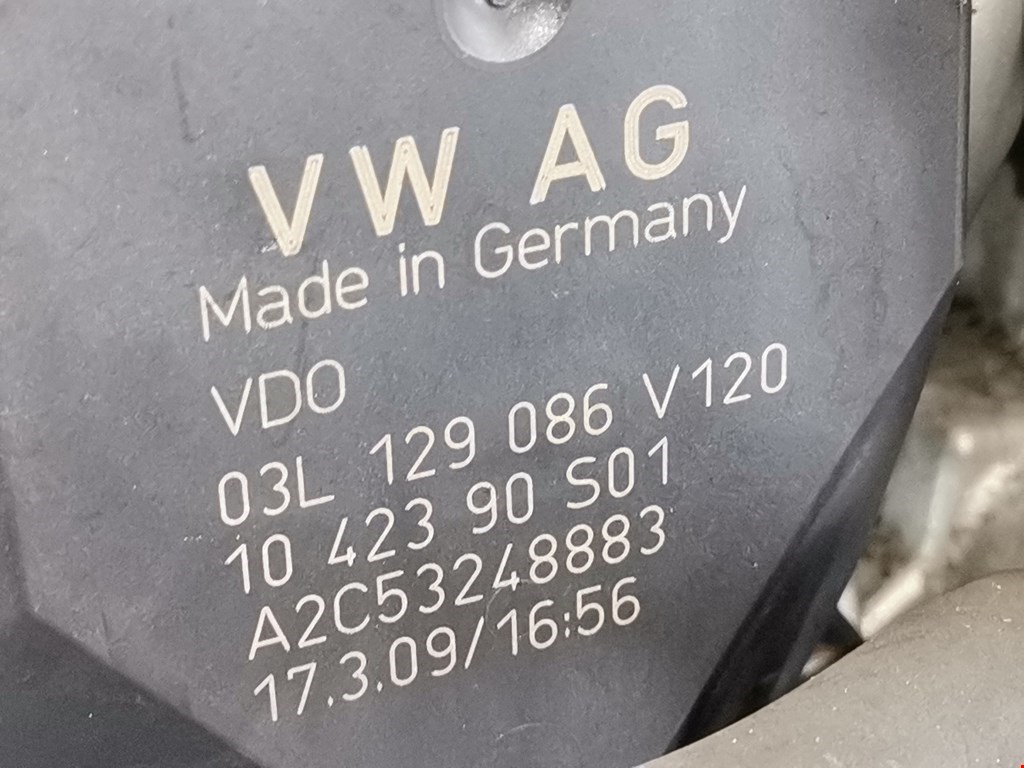 VW AG
Made in Germany
VDO
03L 129 086 V120
10 423 90 S01
A2C53248883
17.3.09/16:56